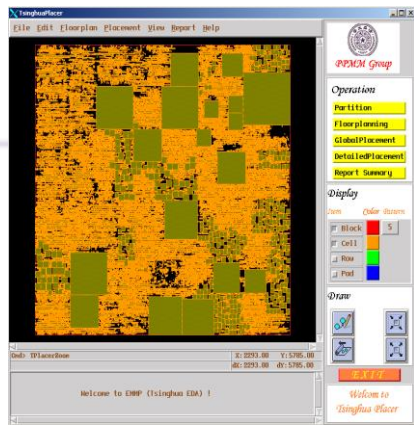 TsinghuaPlacer
File Edit Floorplan Placement View Report Help
PPMM Group
Operation
Partition
Floorplanning
GlobalPlacement
DetailedPlacement
Report Summary
Display
Item Color Pattern
Block S
Cell
Row
Pad
Draw
EXIT
Welcom to
Tsinghua Placer
Cmd> TPlacerBoom X: 2293.00 Y: 5785.00
dX: 2293.00 dY: 5785.00
Welcome to EMMP (Tsinghua EDA) !